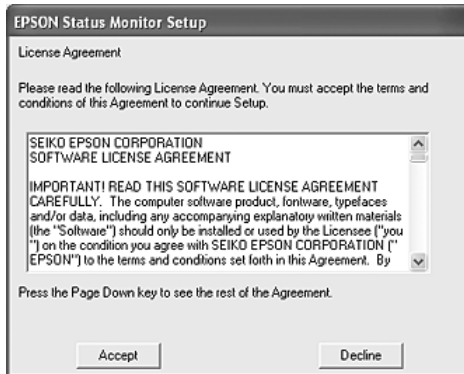 EPSON Status Monitor Setup
License Agreement
Please read the following License Agreement. You must accept the terms and
conditions of this Agreement to continue Setup.
SEIKO EPSON CORPORATION
SOFTWARE LICENSE AGREEMENT
IMPORTANT! READ THIS SOFTWARE LICENSE AGREEMENT
CAREFULLY. The computer software product, fontware, typefaces
and/or data, including any accompanying explanatory written materials
(the "Software") should only be installed or used by the Licensee ("you
") on the condition you agree with SEIKO EPSON CORPORATION ("
EPSON") to the terms and conditions set forth in this Agreement. By
Press the Page Down key to see the rest of the Agreement.
Accept
Decline